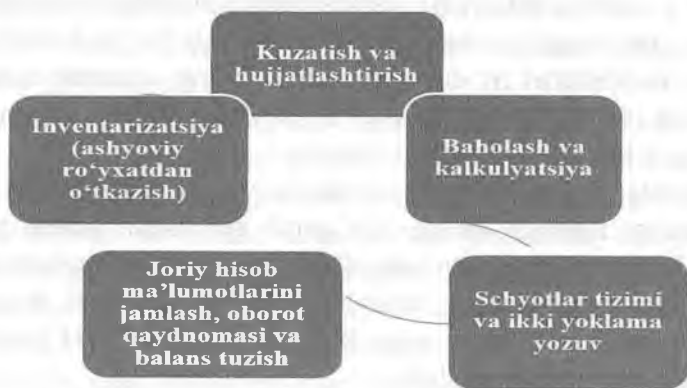 Kuzatish va
hujjatlashtirish
Inventarizatsiya
(ashyoviy
ro‘yxatdan
o‘tkazish)
Baholash va
kalkulyatsiya
Joriy hisob
ma’lumotlarini
jamlash, oborot
qaydnomasi va
balans tuzish
Schyotlar tizimi
va ikki yoklama
yozuv